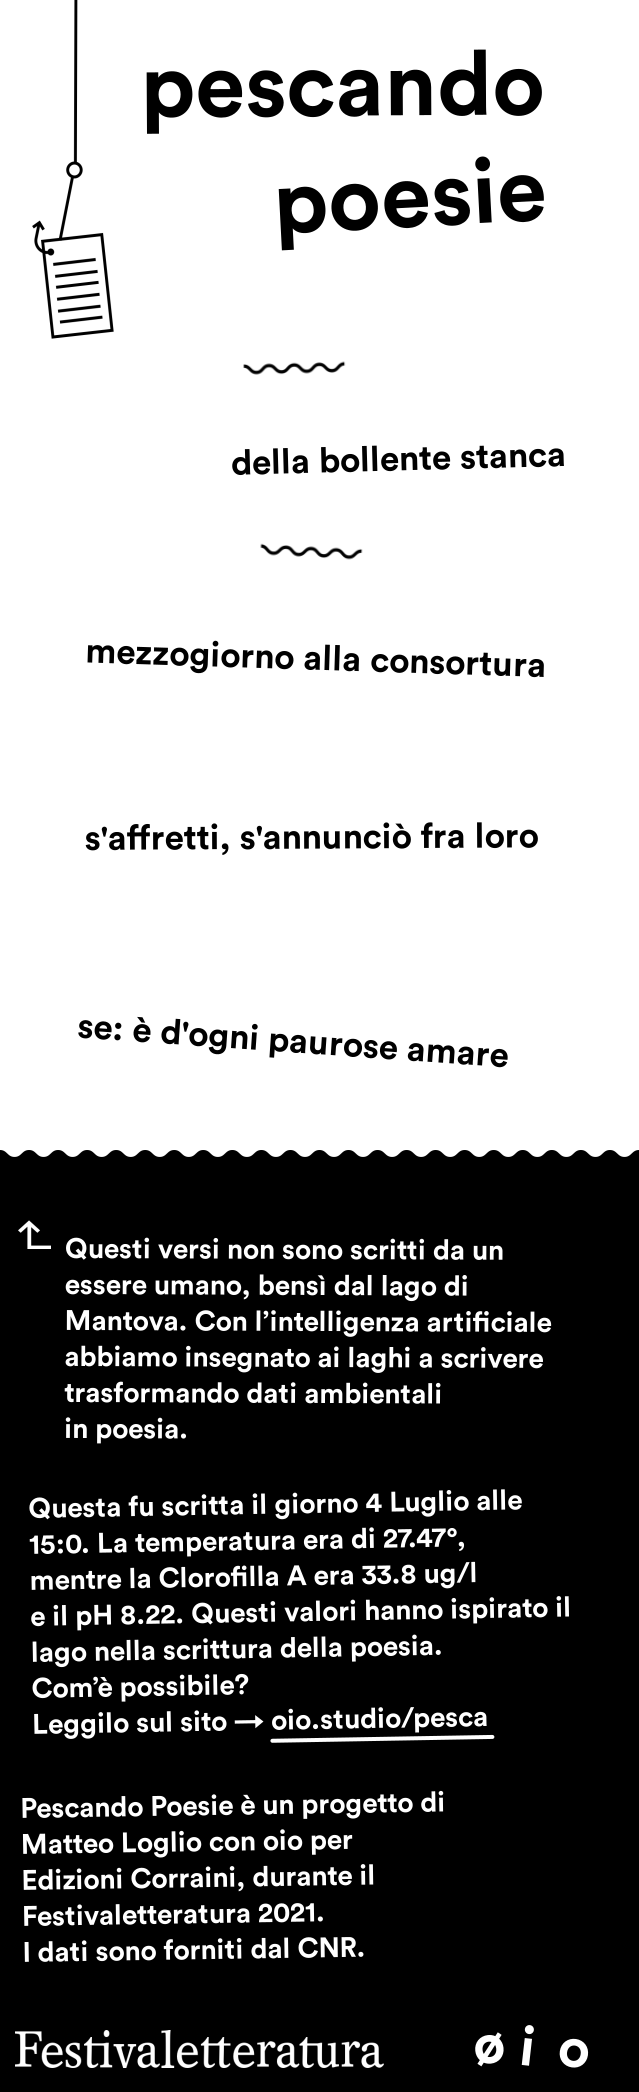 pescando
poesie
della bollente stanca
mezzogiorno alla consortura
s'affretti, s'annunciò fra loro
se: è d'ogni paurose amare
Questi versi non sono scritti da un
essere umano, bensì dal lago di
Mantova. Con l’intelligenza artificiale
abbiamo insegnato ai laghi a scrivere
trasformando dati ambientali
in poesia.
Questa fu scritta il giorno 4 Luglio alle
15:0. La temperatura era di 27.47°,
mentre la Clorofilla A era 33.8 ug/l
e il pH 8.22. Questi valori hanno ispirato il
lago nella scrittura della poesia.
Com’è possibile?
Leggilo sul sito → oio.studio/pesca
Pescando Poesie è un progetto di
Matteo Loglio con oio per
Edizioni Corraini, durante il
Festivaletteratura 2021.
I dati sono forniti dal CNR.
Festivaletteratura øio